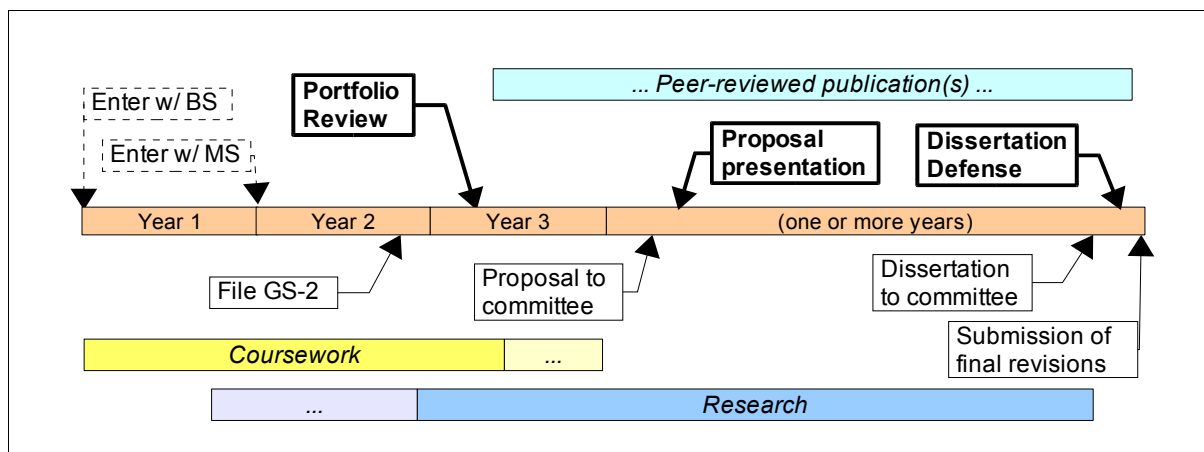 ... Peer-reviewed publication(s) ...
Enter w/ BS
Portfolio
Review
Enter w/ MS
Proposal
presentation
Dissertation
Defense
Year 1
Year 2
Year 3
(one or more years)
File GS-2
Proposal to
committee
Dissertation
to committee
Submission of
final revisions
Coursework
...
...
Research